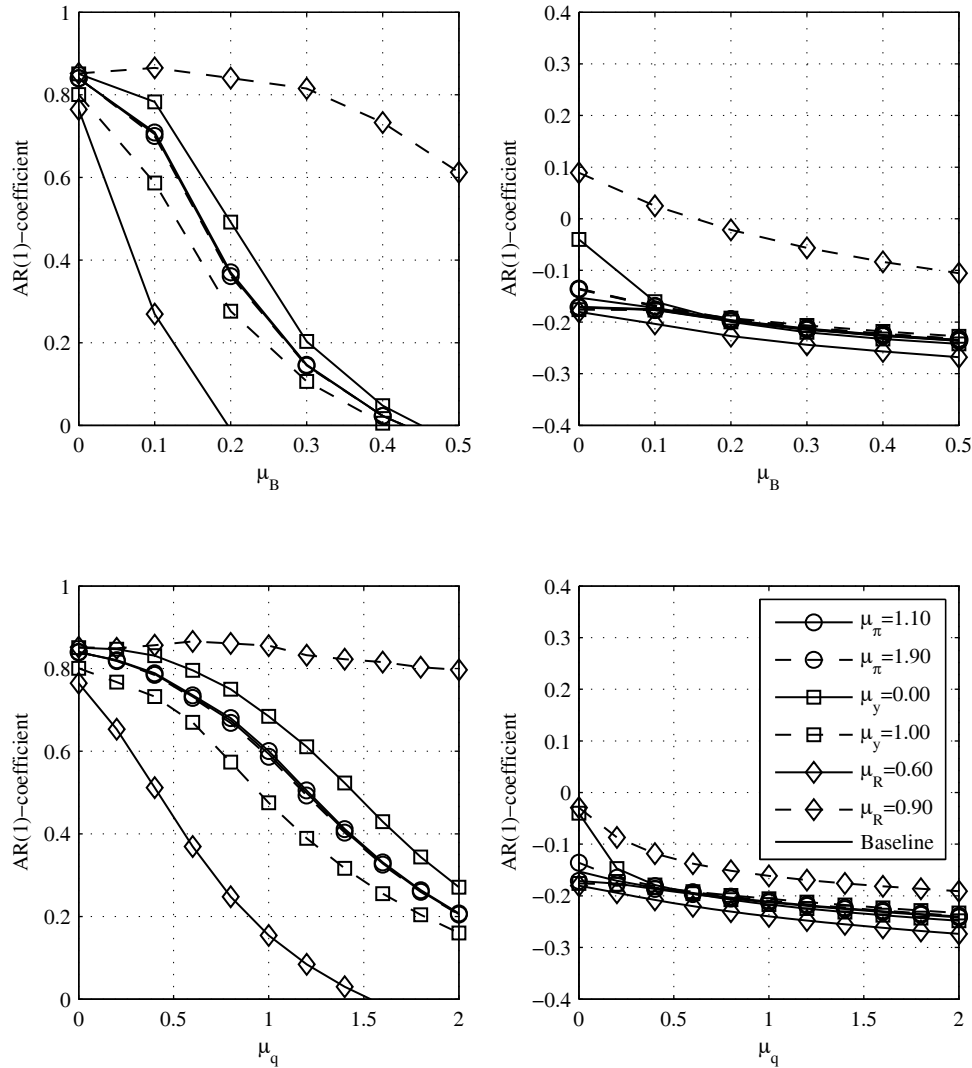 AR(1)−coefficient
1
0.8
0.6
0.4
0.2
0
0 0.1 0.2 0.3 0.4 0.5
μ_B
AR(1)−coefficient
0.4
0.3
0.2
0.1
0
−0.1
−0.2
−0.3
−0.4
0 0.1 0.2 0.3 0.4 0.5
μ_B
AR(1)−coefficient
1
0.8
0.6
0.4
0.2
0
0 0.5 1 1.5 2
μ_q
AR(1)−coefficient
0.4
0.3
0.2
0.1
0
−0.1
−0.2
−0.3
−0.4
0 0.5 1 1.5 2
μ_q
μ_π=1.10
μ_π=1.90
μ_y=0.00
μ_y=1.00
μ_R=0.60
μ_R=0.90
Baseline